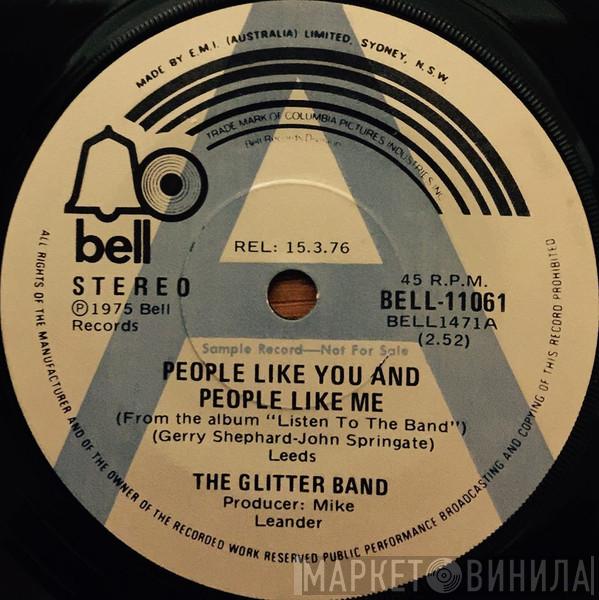 MADE BY E.M.I. (AUSTRALIA) LIMITED, SYDNEY, N.S.W.
TRADE MARK OF COLUMBIA PICTURES INDUSTRIES, INC.
Bell Records Division
bell
REL: 15.3.76
STEREO
Ⓟ1975 Bell
Records
45 R.P.M.
BELL-11061
BELL1471A
(2.52)
Sample Record—Not For Sale
PEOPLE LIKE YOU AND
PEOPLE LIKE ME
(From the album "Listen To The Band")
(Gerry Shephard-John Springate)
Leeds
THE GLITTER BAND
Producer: Mike
Leander
ALL RIGHTS OF THE MANUFACTURER AND OF THE OWNER OF THE RECORDED WORK RESERVED PUBLIC PERFORMANCE BROADCASTING AND COPYING OF THIS RECORD PROHIBITED
A
МАРКЕТ ВИНИЛА